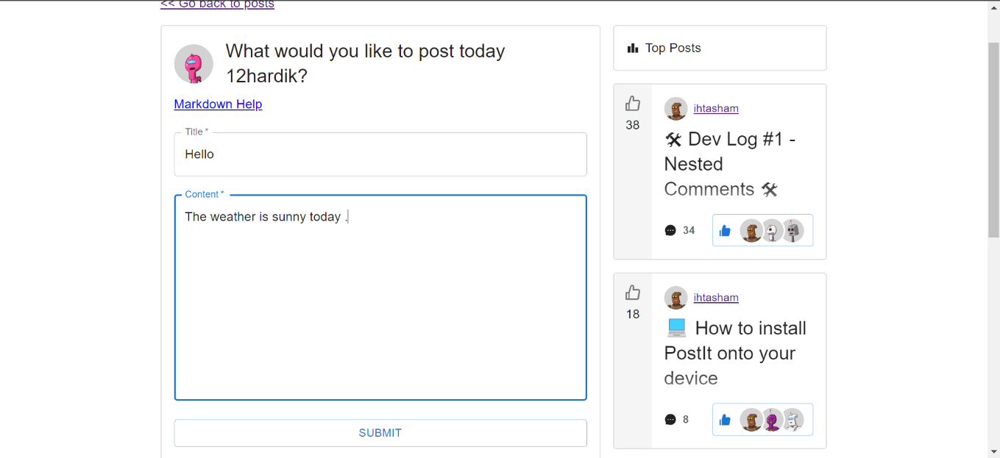 << Go back to posts
What would you like to post today
12hardik?
Markdown Help
Title *
Hello
Content *
The weather is sunny today .
SUBMIT
Top Posts
38
ihtasham
🛠 Dev Log #1 -
Nested
Comments 🛠
34
18
ihtasham
💻 How to install
PostIt onto your
device
8